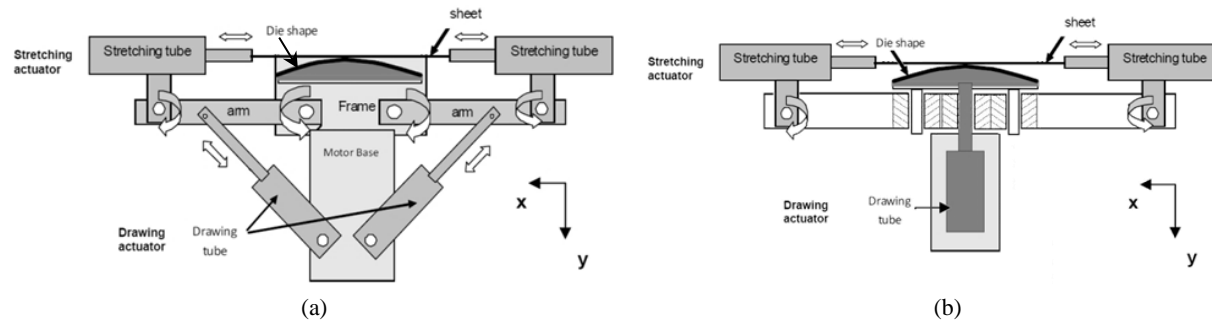 sheet
Die shape
Stretching tube
Stretching tube
Stretching
actuator
arm
Frame
arm
Motor Base
x
y
Drawing
actuator
Drawing
tube
(a)
sheet
Die shape
Stretching
actuator
Stretching tube
Stretching tube
Drawing
actuator
Drawing
tube
x
y
(b)